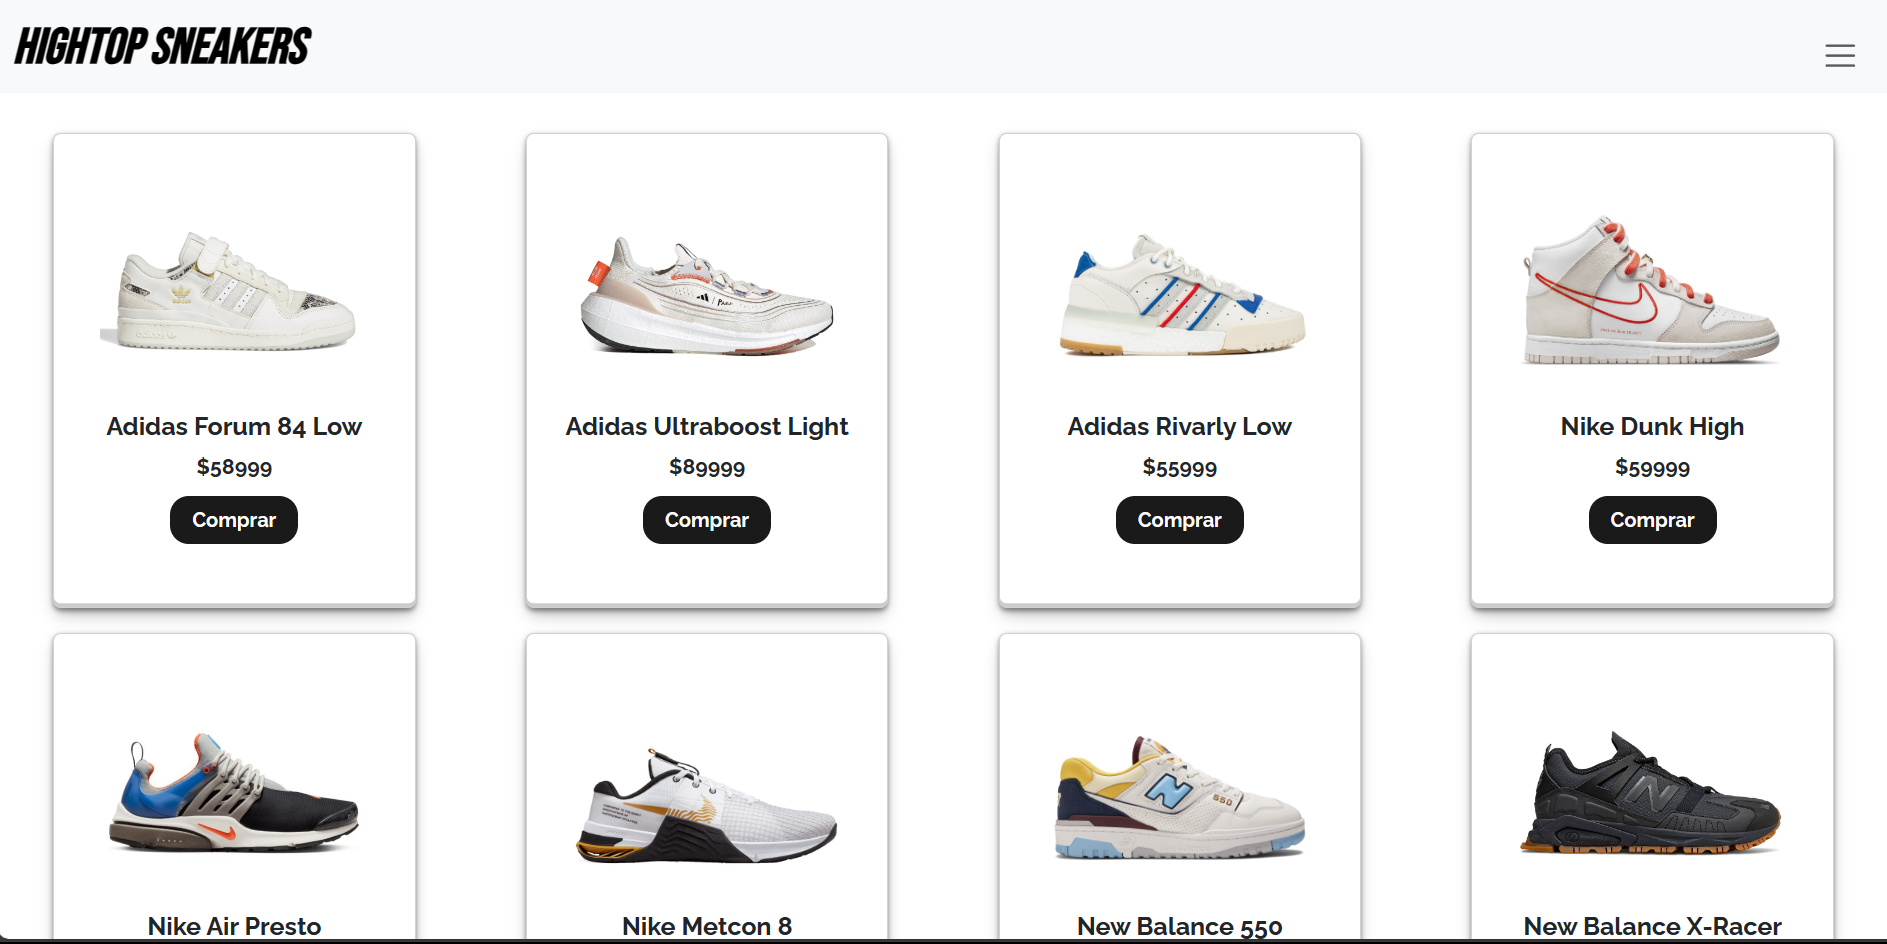 HIGHTOP SNEAKERS
Adidas Forum 84 Low
$58999
Comprar
Adidas Ultraboost Light
$89999
Comprar
Adidas Rivarly Low
$55999
Comprar
Nike Dunk High
$59999
Comprar
550
Nike Air Presto
Nike Metcon 8
New Balance 550
New Balance X-Racer